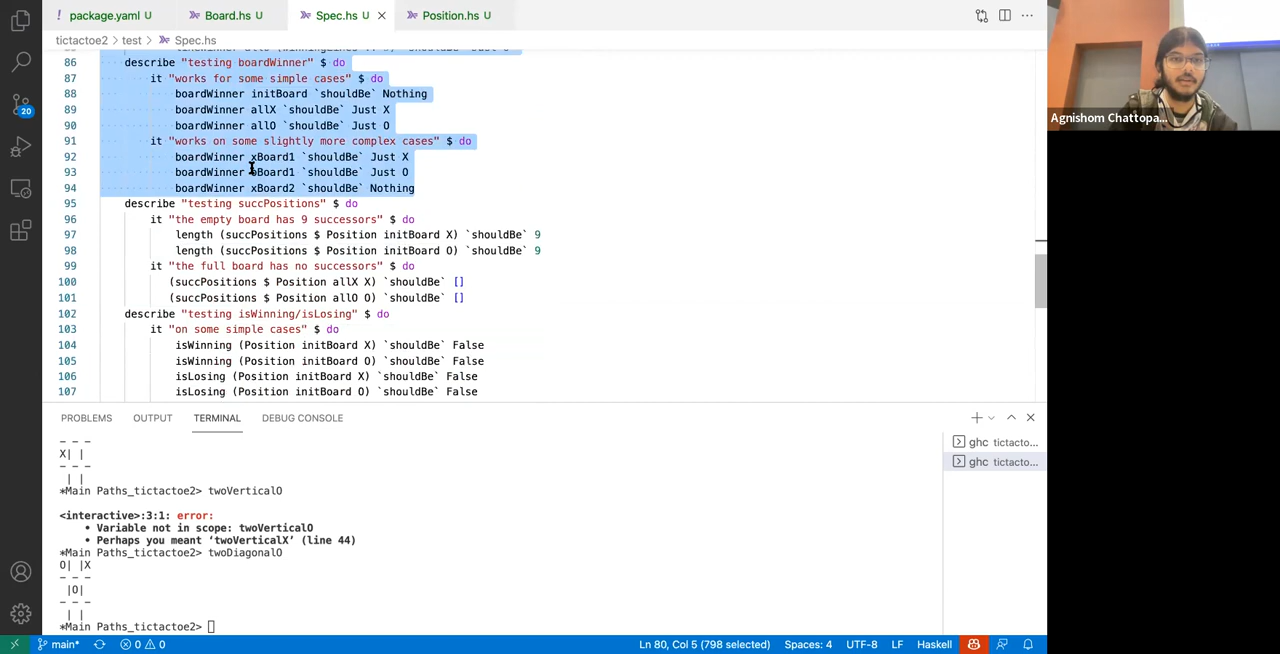 package.yaml U
Board.hs U
Spec.hs U
Position.hs U
tictactoe2 > test > Spec.hs
86 describe "testing boardWinner" $ do
87 it "works for some simple cases" $ do
88 boardWinner initBoard `shouldBe` Nothing
89 boardWinner allX `shouldBe` Just X
90 boardWinner allO `shouldBe` Just O
91 it "works on some slightly more complex cases" $ do
92 boardWinner xBoard1 `shouldBe` Just X
93 boardWinner oBoard1 `shouldBe` Just O
94 boardWinner xBoard2 `shouldBe` Nothing
95 describe "testing succPositions" $ do
96 it "the empty board has 9 successors" $ do
97 length (succPositions $ Position initBoard X) `shouldBe` 9
98 length (succPositions $ Position initBoard O) `shouldBe` 9
99 it "the full board has no successors" $ do
100 (succPositions $ Position allX X) `shouldBe` []
101 (succPositions $ Position allO O) `shouldBe` []
102 describe "testing isWinning/isLosing" $ do
103 it "on some simple cases" $ do
104 isWinning (Position initBoard X) `shouldBe` False
105 isWinning (Position initBoard O) `shouldBe` False
106 isLosing (Position initBoard X) `shouldBe` False
107 isLosing (Position initBoard O) `shouldBe` False
Agnishom Chattopa...
20
PROBLEMS OUTPUT TERMINAL DEBUG CONSOLE
- - -
X| |
- - -
| |
*Main Paths_tictactoe2> twoVerticalO
<interactive>:3:1: error:
• Variable not in scope: twoVerticalO
• Perhaps you meant ‘twoVerticalX’ (line 44)
*Main Paths_tictactoe2> twoDiagonalO
O| |X
- - -
|O|
- - -
| |
*Main Paths_tictactoe2>
ghc tictacto...
ghc tictacto...
main* 0 0 Ln 80, Col 5 (798 selected) Spaces: 4 UTF-8 LF Haskell